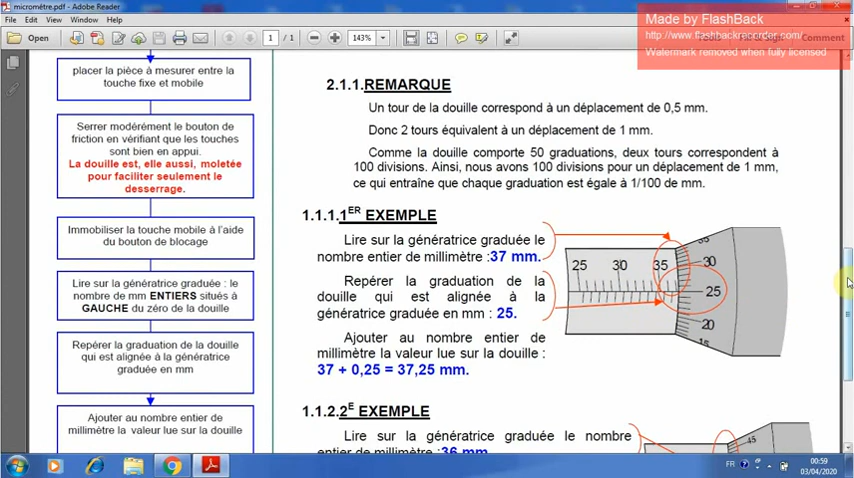 micromètre.pdf - Adobe Reader
File Edit View Window Help
Open
1 / 1
143%
Comment
Made by FlashBack
http://www.flashbackrecorder.com/
Watermark removed when fully licensed
placer la pièce à mesurer entre la
touche fixe et mobile
Serrer modérément le bouton de
friction en vérifiant que les touches
sont bien en appui.
La douille est, elle aussi, moletée
pour faciliter seulement le
desserrage.
Immobiliser la touche mobile à l'aide
du bouton de blocage
Lire sur la génératrice graduée : le
nombre de mm ENTIERS situés à
GAUCHE du zéro de la douille
Repérer la graduation de la douille
qui est alignée à la génératrice
graduée en mm
Ajouter au nombre entier de
millimètre la valeur lue sur la douille
2.1.1.REMARQUE
Un tour de la douille correspond à un déplacement de 0,5 mm.
Donc 2 tours équivalent à un déplacement de 1 mm.
Comme la douille comporte 50 graduations, deux tours correspondent à
100 divisions. Ainsi, nous avons 100 divisions pour un déplacement de 1 mm,
ce qui entraîne que chaque graduation est égale à 1/100 de mm.
1.1.1.1ER EXEMPLE
Lire sur la génératrice graduée le
nombre entier de millimètre :37 mm.
Repérer la graduation de la
douille qui est alignée à la
génératrice graduée en mm : 25.
Ajouter au nombre entier de
millimètre la valeur lue sur la douille :
37 + 0,25 = 37,25 mm.
25 30 35
35
30
25
20
15
1.1.2.2E EXEMPLE
Lire sur la génératrice graduée le nombre
entier de millimètre :36 mm
45
FR
00:59
03/04/2020